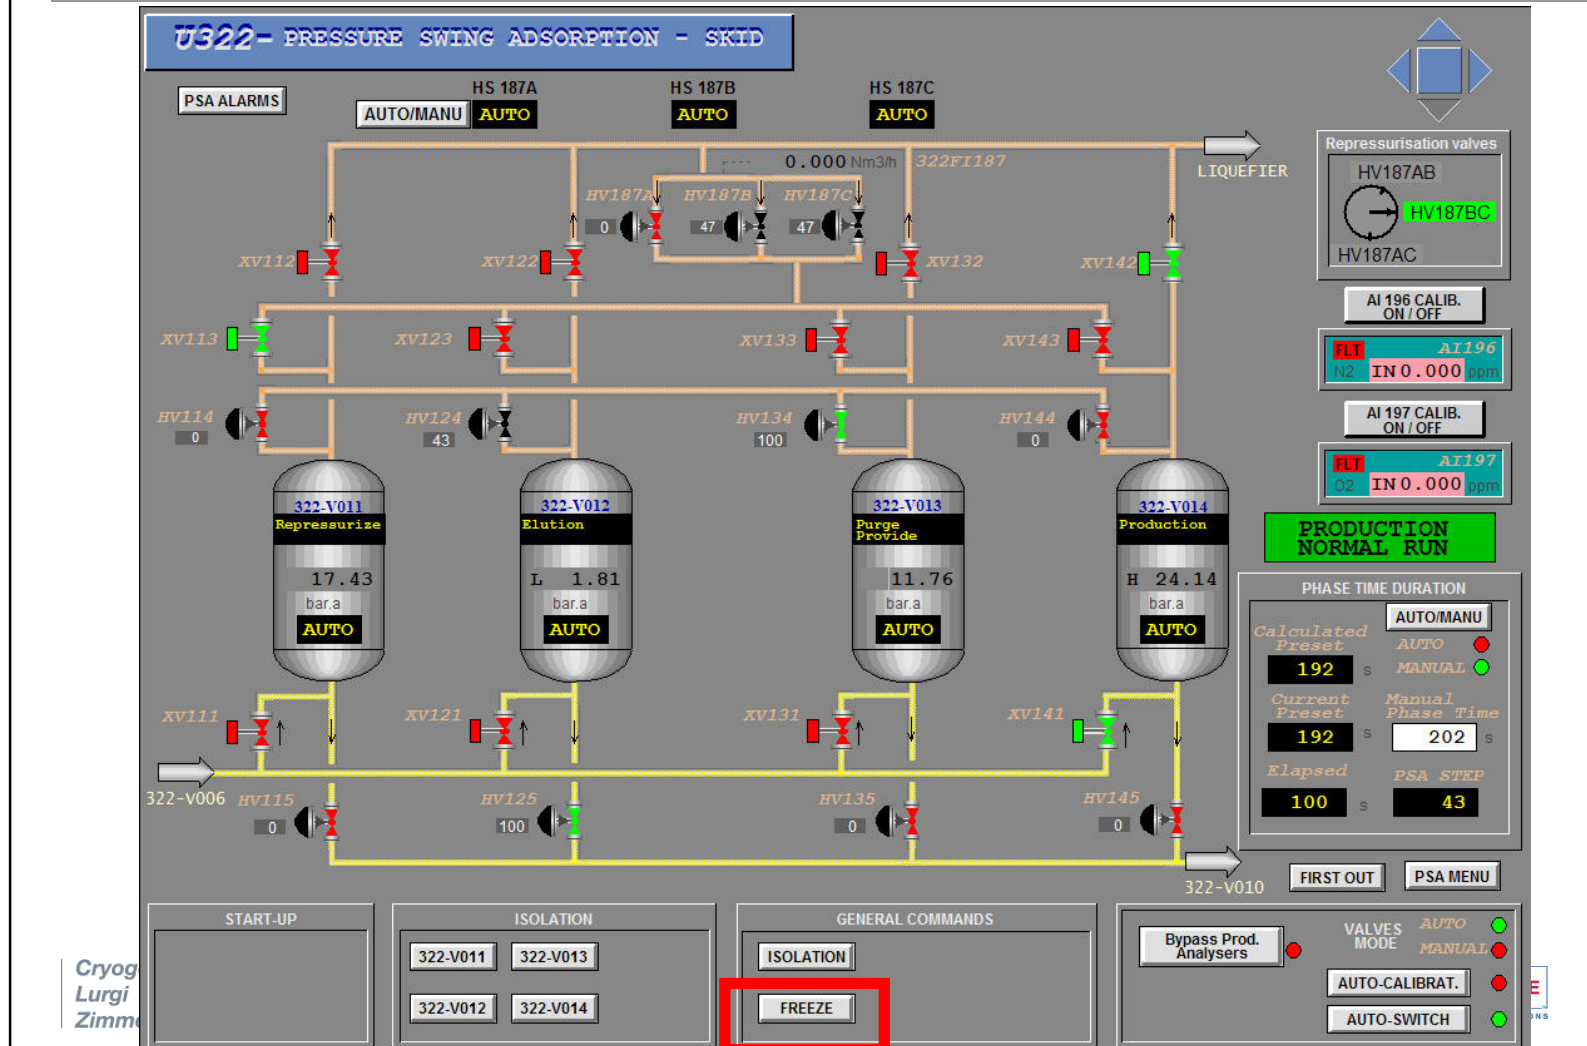 U322- PRESSURE SWING ADSORPTION - SKID
PSA ALARMS
AUTO/MANU
HS 187A
AUTO
HS 187B
AUTO
HS 187C
AUTO
0.000 Nm3/h
322FI187
LIQUEFIER
Repressurisation valves
HV187AB
HV187BC
HV187AC
HV187A
0
HV187B
47
HV187C
47
XV112
XV122
XV132
XV142
XV113
XV123
XV133
XV143
AI 196 CALIB.
ON / OFF
FLT
AI196
N2
IN0.000 ppm
HV114
0
HV124
43
HV134
100
HV144
0
AI 197 CALIB.
ON / OFF
FLT
AI197
O2
IN0.000 ppm
322-V011
Repressurize
17.43
bar.a
AUTO
322-V012
Elution
L 1.81
bar.a
AUTO
322-V013
Purge
Provide
11.76
bar.a
AUTO
322-V014
Production
H 24.14
bar.a
AUTO
PRODUCTION
NORMAL RUN
PHASE TIME DURATION
AUTO/MANU
Calculated
Preset
192 s
AUTO
MANUAL
Current
Preset
192 s
Manual
Phase Time
202 s
Elapsed
100 s
PSA STEP
43
XV111
XV121
XV131
XV141
322-V006
HV115
0
HV125
100
HV135
0
HV145
0
322-V010
FIRST OUT
PSA MENU
START-UP
ISOLATION
322-V011
322-V013
322-V012
322-V014
GENERAL COMMANDS
ISOLATION
FREEZE
Bypass Prod.
Analysers
VALVES
MODE
AUTO
MANUAL
AUTO-CALIBRAT.
AUTO-SWITCH
Lurgi